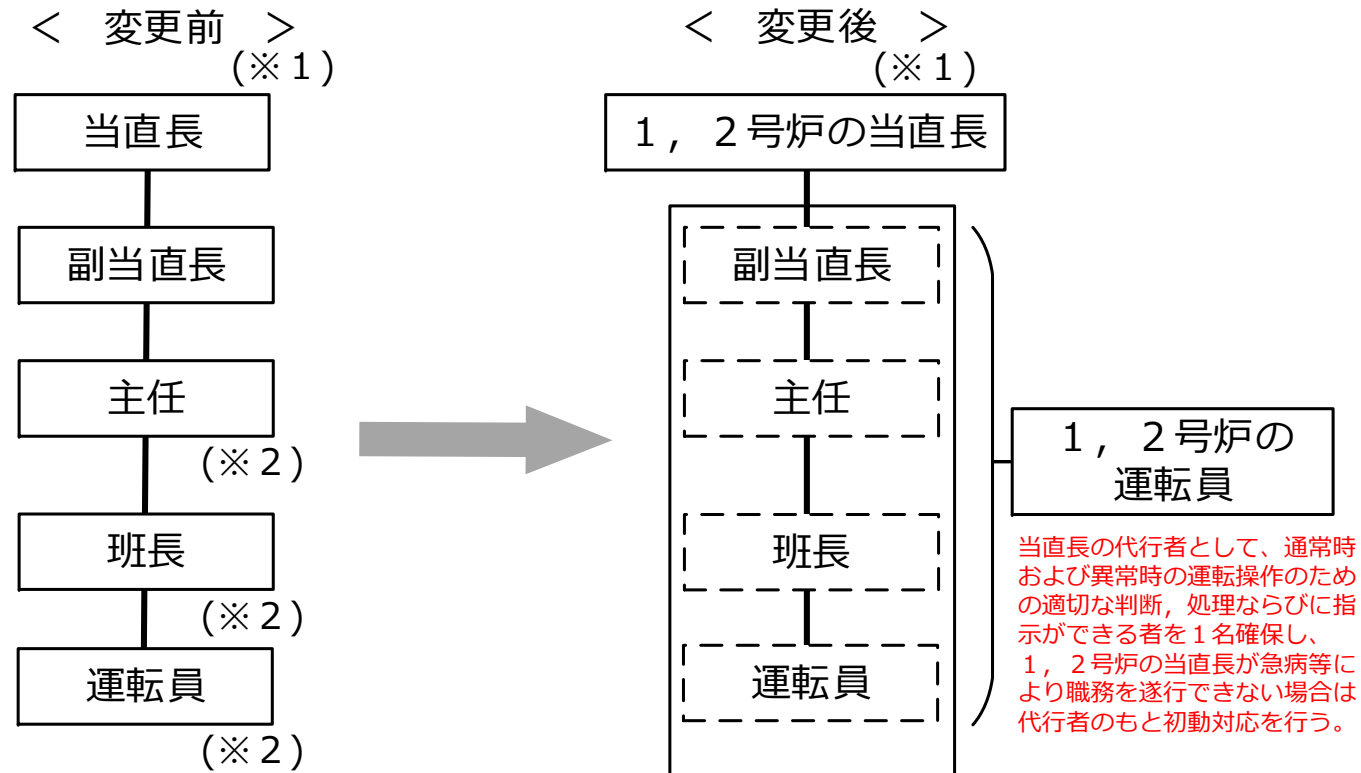 ＜　変更前　＞
(※１)
当直長
副当直長
主任
(※２)
班長
(※２)
運転員
(※２)
＜　変更後　＞
(※１)
１，２号炉の当直長
副当直長
主任
班長
運転員
１，２号炉の
運転員
当直長の代行者として、通常時
および異常時の運転操作のため
の適切な判断，処理ならびに指
示ができる者を１名確保し、
１，２号炉の当直長が急病等に
より職務を遂行できない場合は
代行者のもと初動対応を行う。